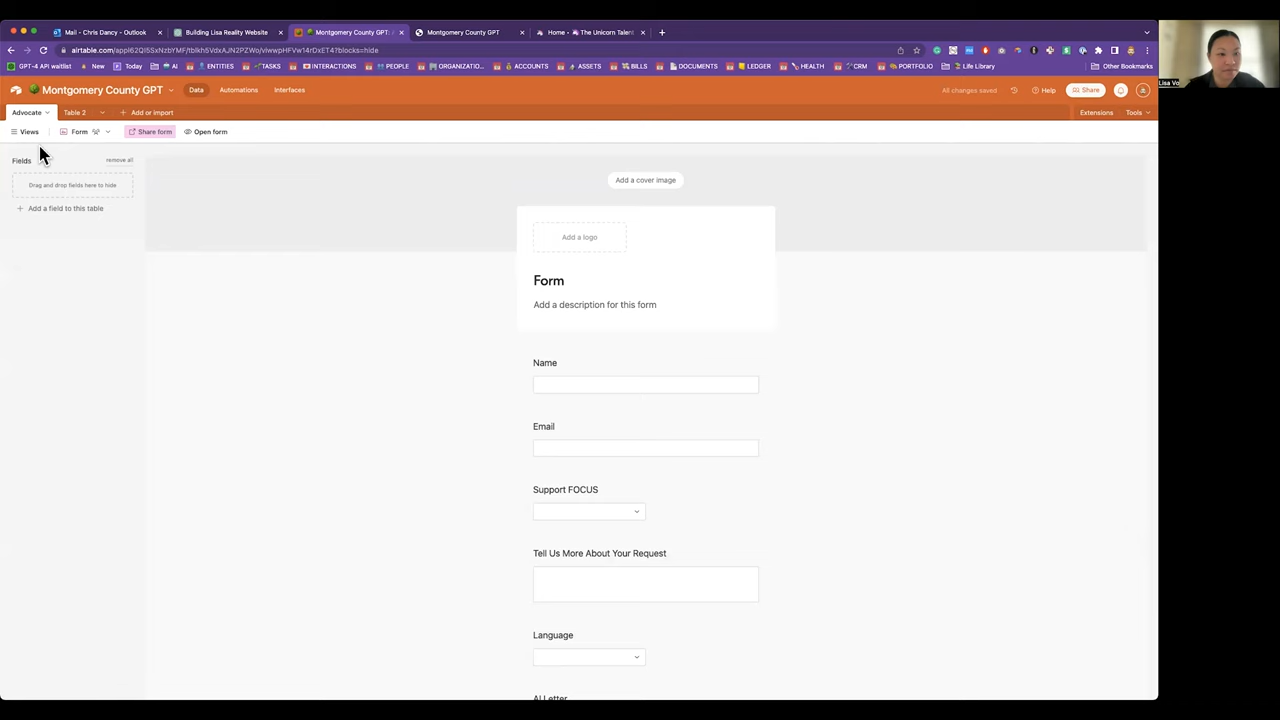 Mail - Chris Dancy - Outlook
Building Lisa Reality Website
Montgomery County GPT: A
Montgomery County GPT
Home - The Unicorn Talent
GPT-4 API waitlist
New
Today
AI
ENTITIES
TASKS
INTERACTIONS
PEOPLE
ORGANIZATIO...
ACCOUNTS
ASSETS
BILLS
DOCUMENTS
LEDGER
HEALTH
CRM
PORTFOLIO
Life Library
Other Bookmarks
Montgomery County GPT
Data
Automations
Interfaces
All changes saved
Help
Share
Advocate
Table 2
Add or import
Extensions
Tools
Views
Form
Share form
Open form
Fields
remove all
Drag and drop fields here to hide
Add a field to this table
Add a cover image
Add a logo
Form
Add a description for this form
Name
Email
Support FOCUS
Tell Us More About Your Request
Language
AI Letter
Lisa Vo